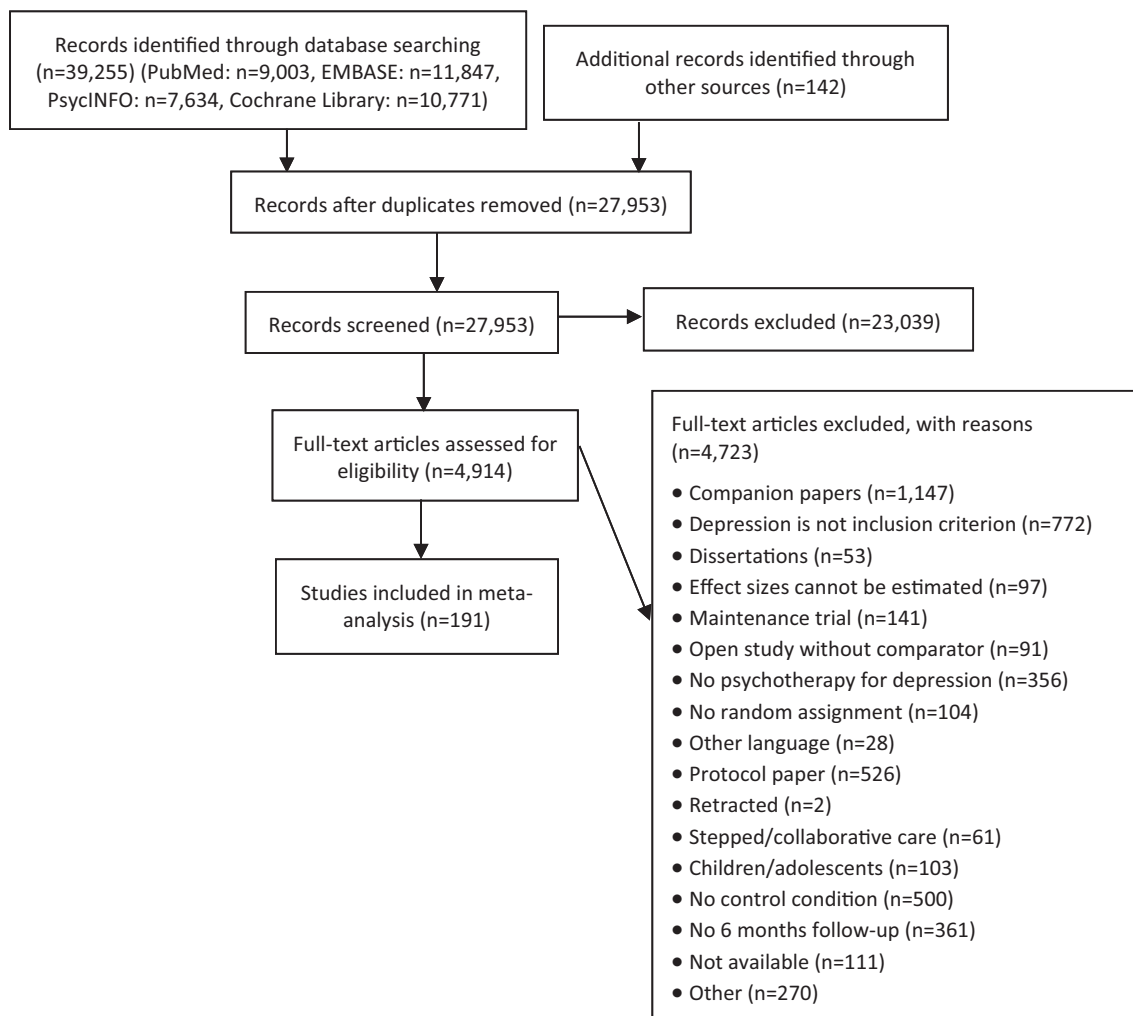 Records identified through database searching
(n=39,255) (PubMed: n=9,003, EMBASE: n=11,847,
PsycINFO: n=7,634, Cochrane Library: n=10,771)
Additional records identified through
other sources (n=142)
Records after duplicates removed (n=27,953)
Records screened (n=27,953)
Records excluded (n=23,039)
Full-text articles assessed for
eligibility (n=4,914)
Studies included in meta-
analysis (n=191)
Full-text articles excluded, with reasons
(n=4,723)
• Companion papers (n=1,147)
• Depression is not inclusion criterion (n=772)
• Dissertations (n=53)
• Effect sizes cannot be estimated (n=97)
• Maintenance trial (n=141)
• Open study without comparator (n=91)
• No psychotherapy for depression (n=356)
• No random assignment (n=104)
• Other language (n=28)
• Protocol paper (n=526)
• Retracted (n=2)
• Stepped/collaborative care (n=61)
• Children/adolescents (n=103)
• No control condition (n=500)
• No 6 months follow-up (n=361)
• Not available (n=111)
• Other (n=270)